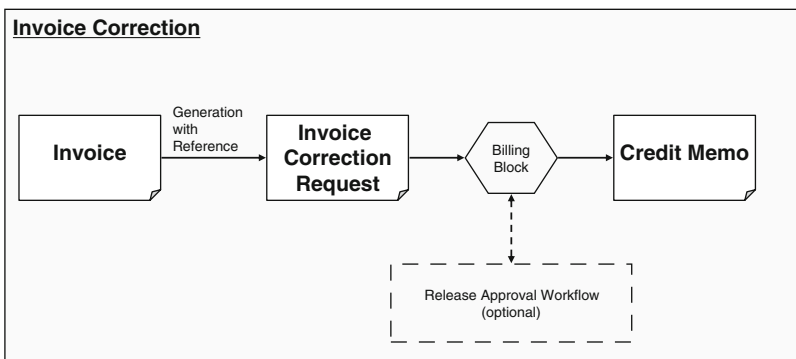 Invoice Correction
Generation
with
Reference
Invoice
Invoice
Correction
Request
Billing
Block
Credit Memo
Release Approval Workflow
(optional)